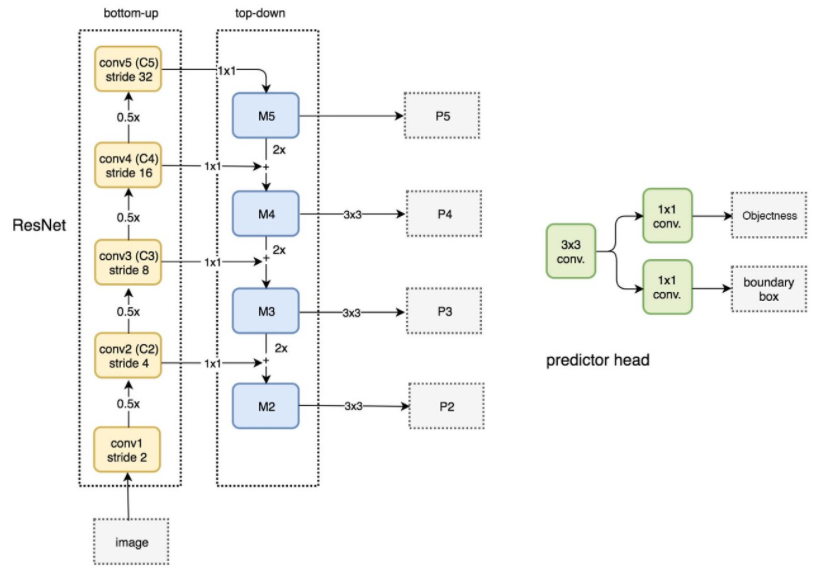 bottom-up
top-down
conv5 (C5)
stride 32
1x1
M5
P5
0.5x
2x
conv4 (C4)
stride 16
1x1
+
M4
3x3
P4
0.5x
2x
conv3 (C3)
stride 8
1x1
+
M3
3x3
P3
0.5x
2x
conv2 (C2)
stride 4
1x1
+
M2
3x3
P2
0.5x
conv1
stride 2
image
ResNet
3x3
conv.
1x1
conv.
Objectness
1x1
conv.
boundary
box
predictor head